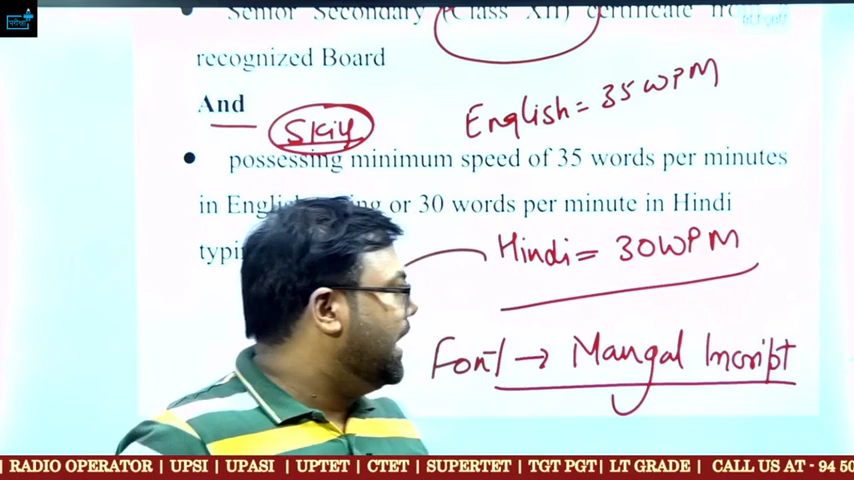 परीक्षा
Senior Secondary (Class XII) certificate from
recognized Board
And
Skill
English = 35 WPM
possessing minimum speed of 35 words per minutes
in English or 30 words per minute in Hindi
Hindi = 30 WPM
Font → Mangal Incript
| RADIO OPERATOR | UPSI | UPASI | UPTET | CTET | SUPERTET | TGT PGT | LT GRADE | CALL US AT - 94 50